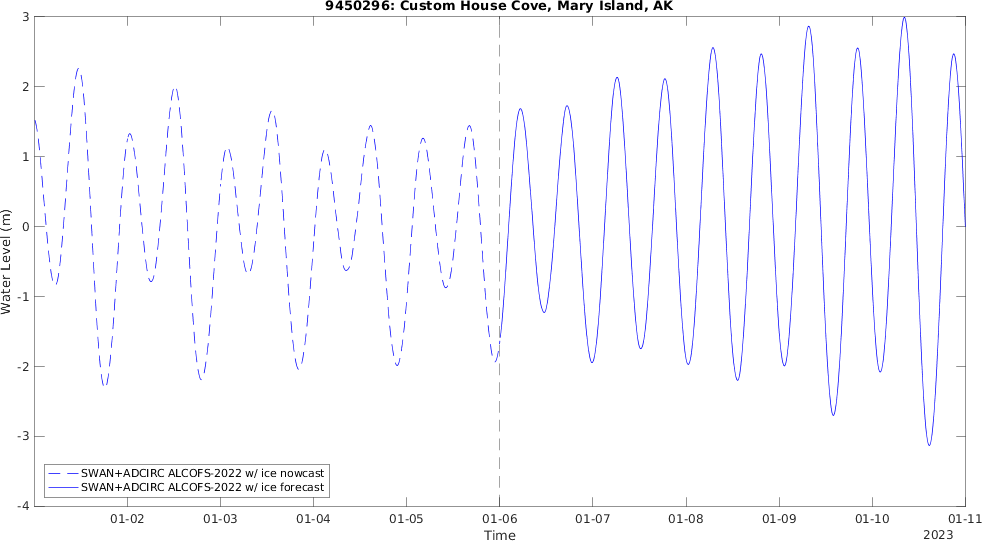 9450296: Custom House Cove, Mary Island, AK
3
2
1
0
-1
-2
-3
-4
Water Level (m)
SWAN+ADCIRC ALCOFS-2022 w/ ice nowcast
SWAN+ADCIRC ALCOFS-2022 w/ ice forecast
01-02 01-03 01-04 01-05 01-06 01-07 01-08 01-09 01-10 01-11
Time
2023